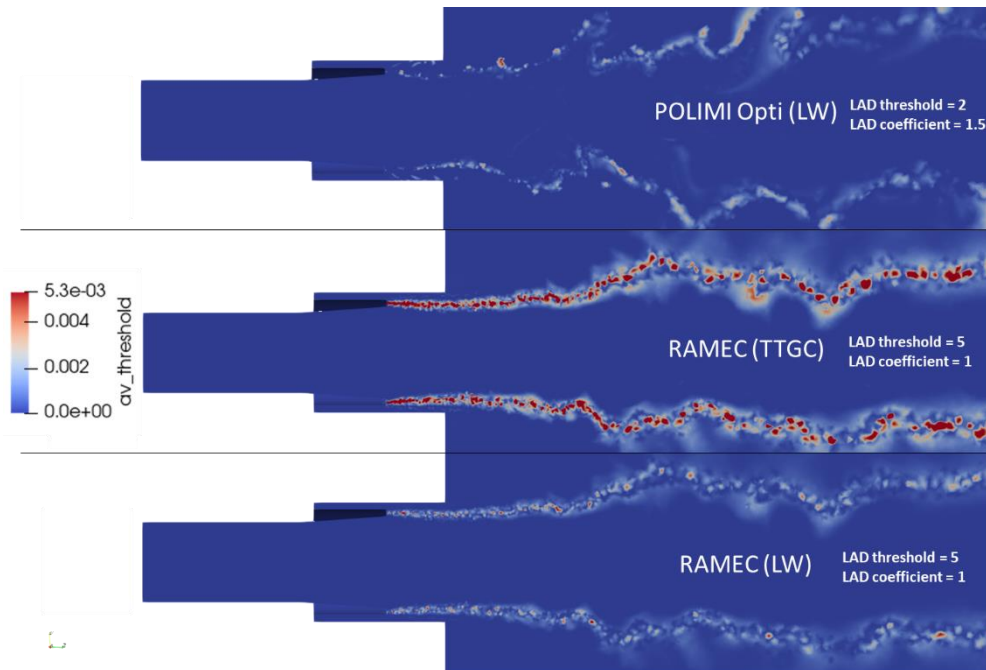 POLIMI Opti (LW)
LAD threshold = 2
LAD coefficient = 1.5
5.3e-03
0.004
0.002
0.0e+00
av_threshold
RAMEC (TTGC)
LAD threshold = 5
LAD coefficient = 1
RAMEC (LW)
LAD threshold = 5
LAD coefficient = 1